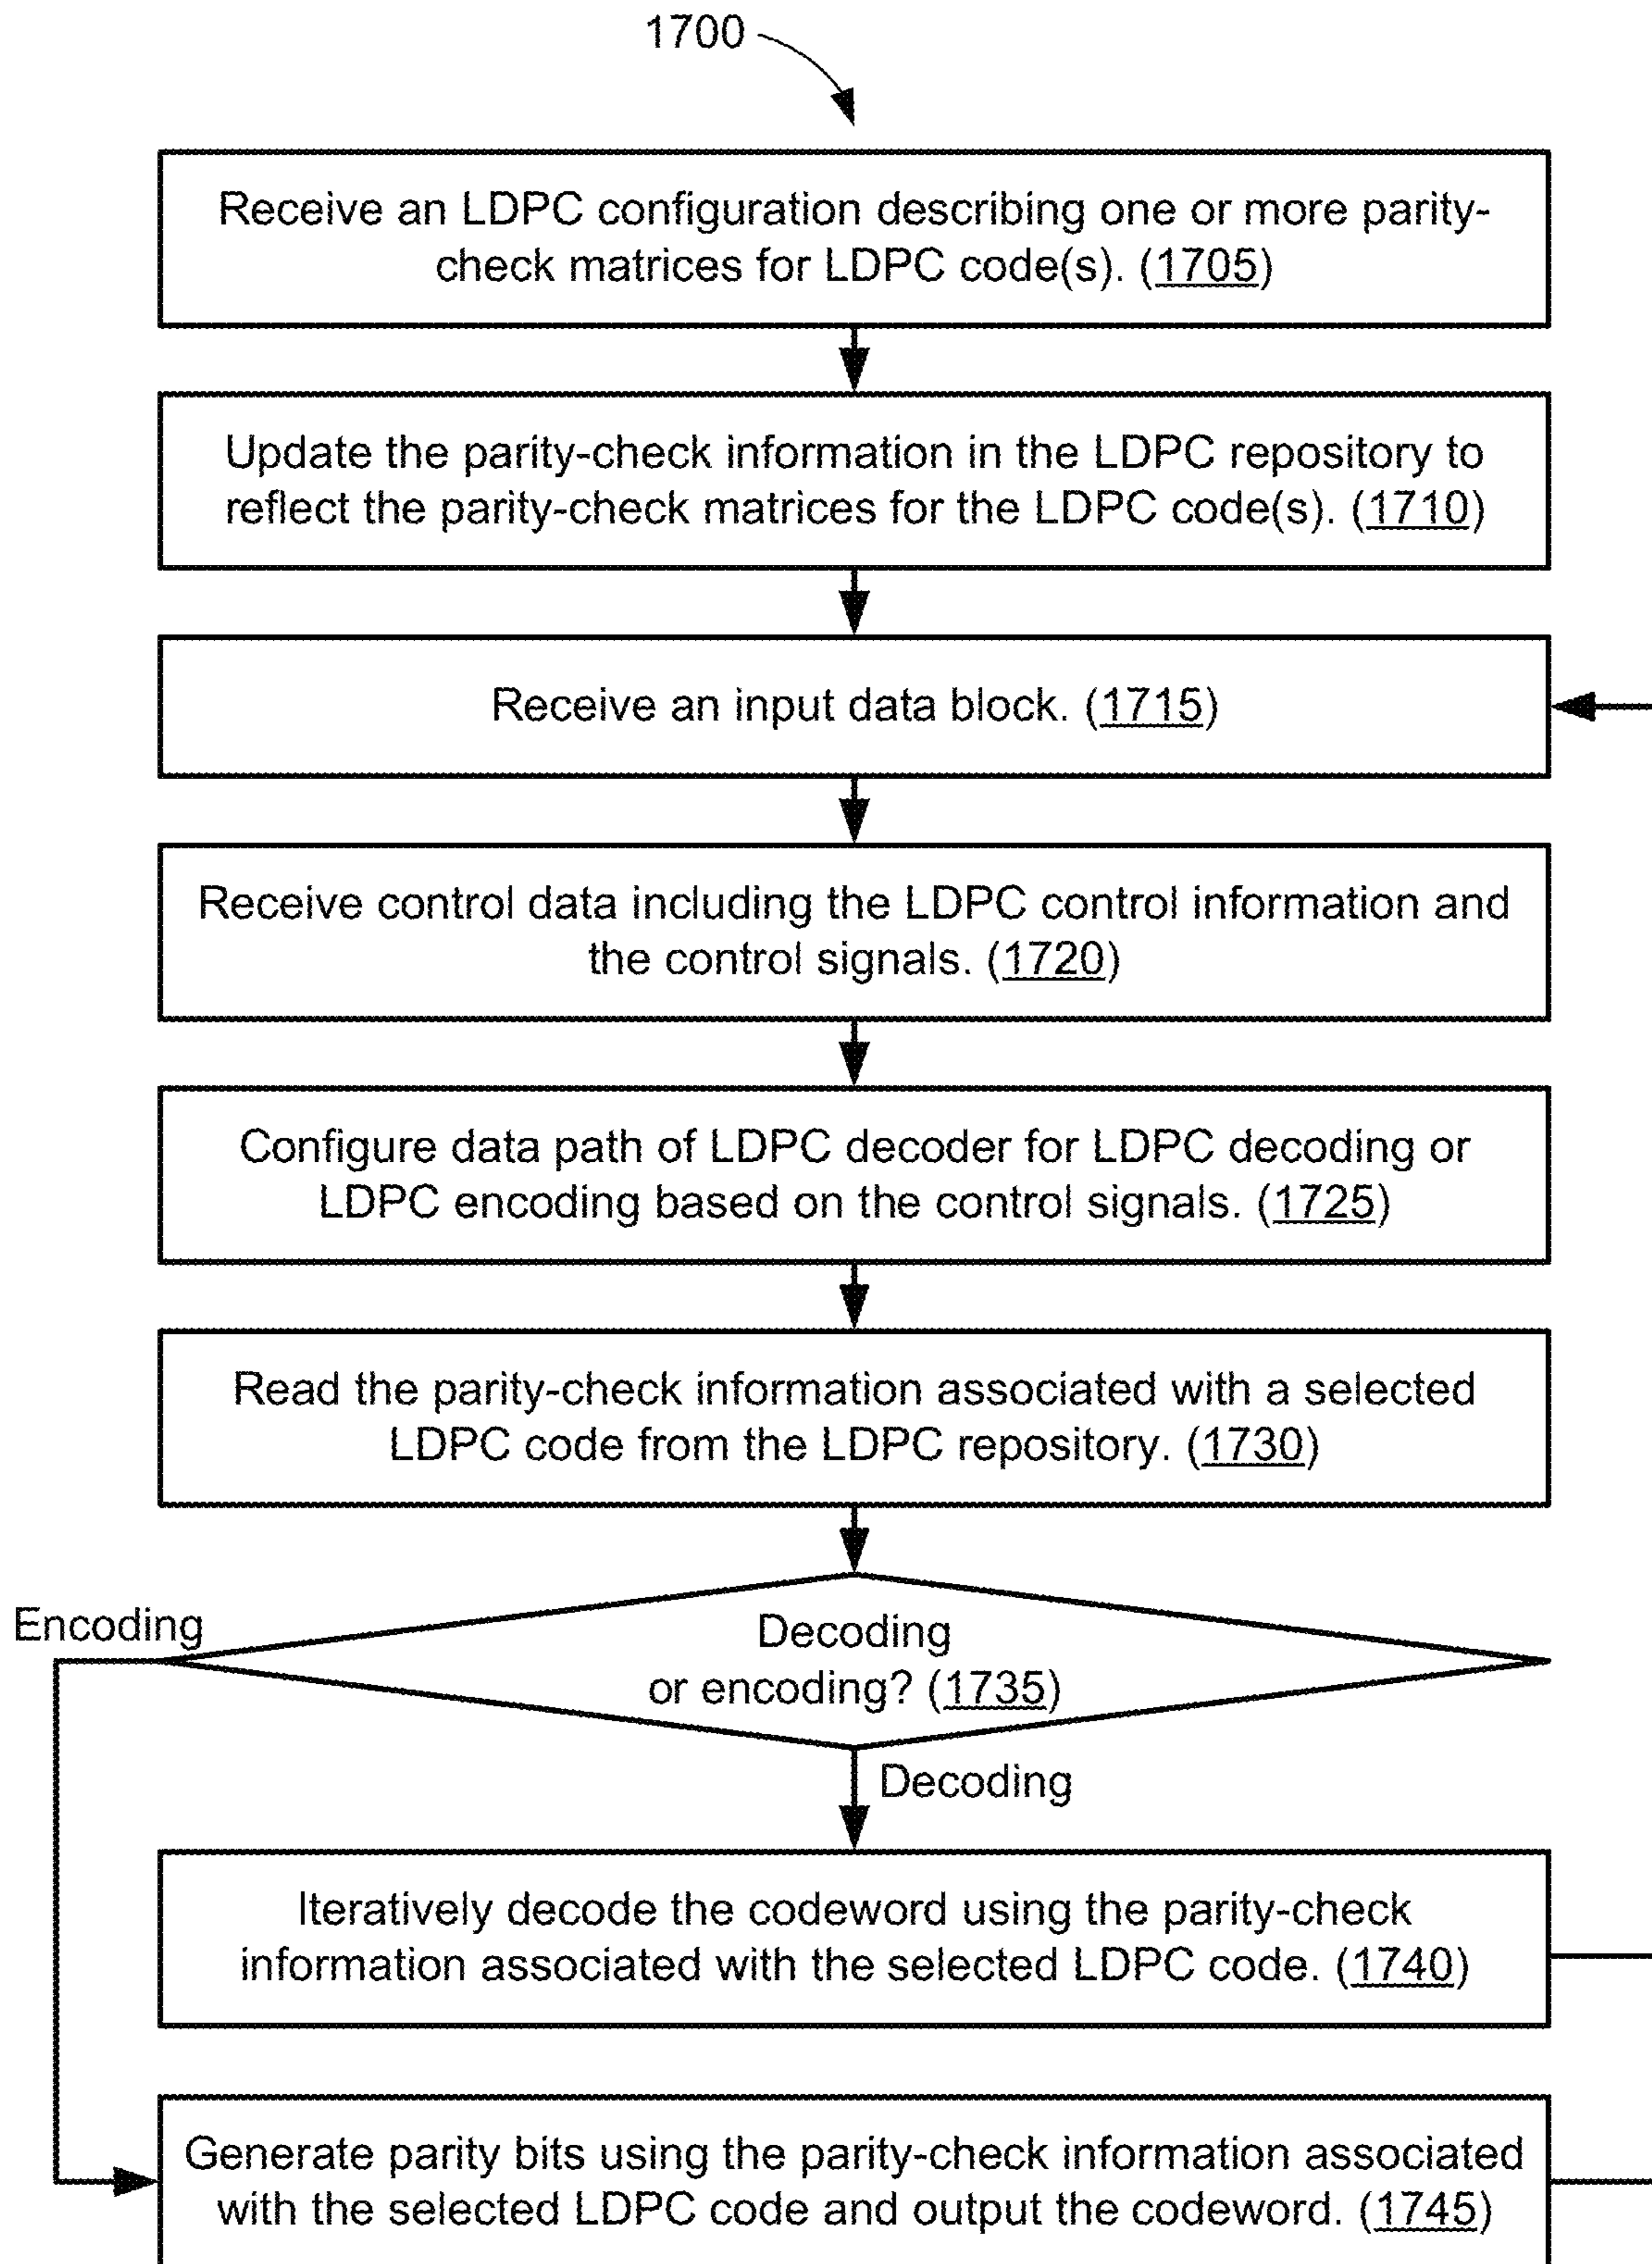 1700
Receive an LDPC configuration describing one or more parity-
check matrices for LDPC code(s). (1705)
Update the parity-check information in the LDPC repository to
reflect the parity-check matrices for the LDPC code(s). (1710)
Receive an input data block. (1715)
Receive control data including the LDPC control information and
the control signals. (1720)
Configure data path of LDPC decoder for LDPC decoding or
LDPC encoding based on the control signals. (1725)
Read the parity-check information associated with a selected
LDPC code from the LDPC repository. (1730)
Encoding
Decoding
or encoding? (1735)
Decoding
Iteratively decode the codeword using the parity-check
information associated with the selected LDPC code. (1740)
Generate parity bits using the parity-check information associated
with the selected LDPC code and output the codeword. (1745)